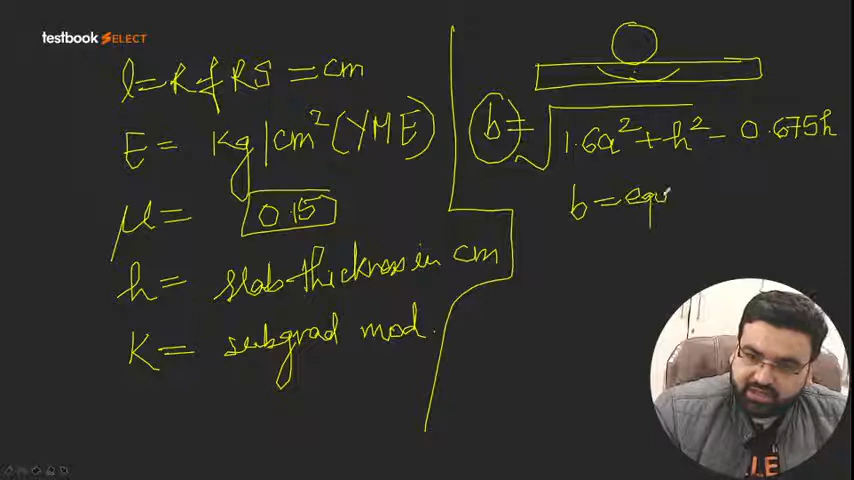 testbook SELECT
l = R of RS = cm
E = kg/cm² (YME)
μ = 0.15
h = slab thickness in cm
K = subgrad mod.
b = √1.6a² + h² - 0.675h
b = equ